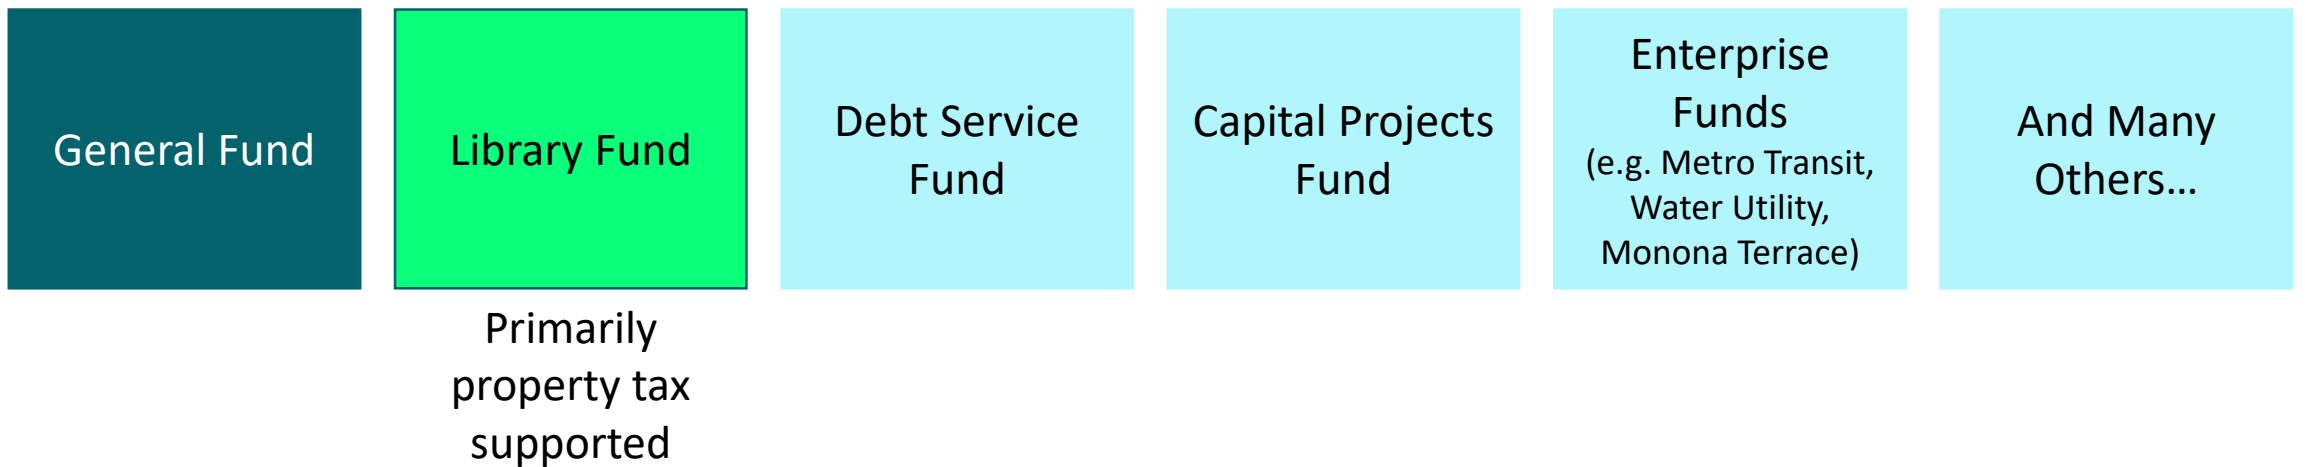 General Fund
Library Fund
Primarily
property tax
supported
Debt Service
Fund
Capital Projects
Fund
Enterprise
Funds
(e.g. Metro Transit,
Water Utility,
Monona Terrace)
And Many
Others…